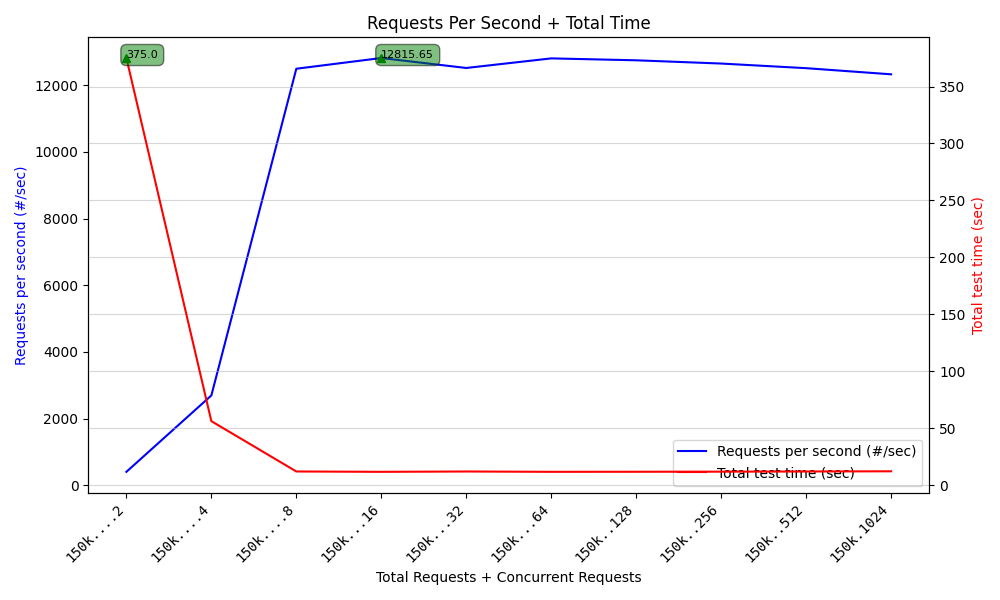 Requests Per Second + Total Time
375.0
12815.65
12000
10000
8000
6000
4000
2000
0
Requests per second (#/sec)
350
300
250
200
150
100
50
0
Total test time (sec)
Requests per second (#/sec)
Total test time (sec)
150k....2
150k....4
150k....8
150k...16
150k...32
150k...64
150k..128
150k..256
150k..512
150k.1024
Total Requests + Concurrent Requests